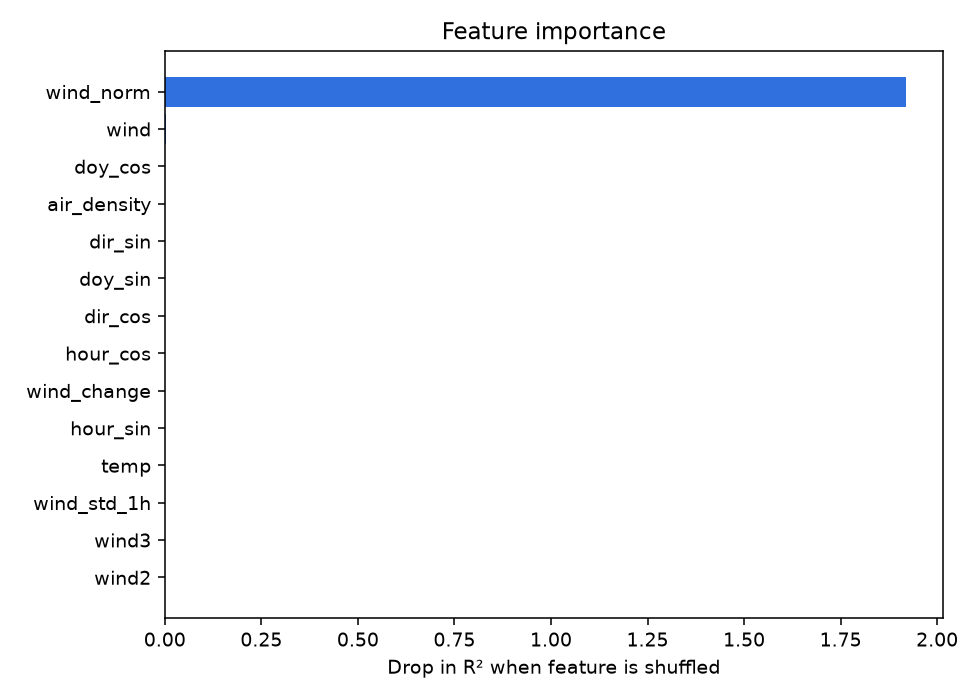 Feature importance
wind_norm
wind
doy_cos
air_density
dir_sin
doy_sin
dir_cos
hour_cos
wind_change
hour_sin
temp
wind_std_1h
wind3
wind2
0.00 0.25 0.50 0.75 1.00 1.25 1.50 1.75 2.00
Drop in R² when feature is shuffled